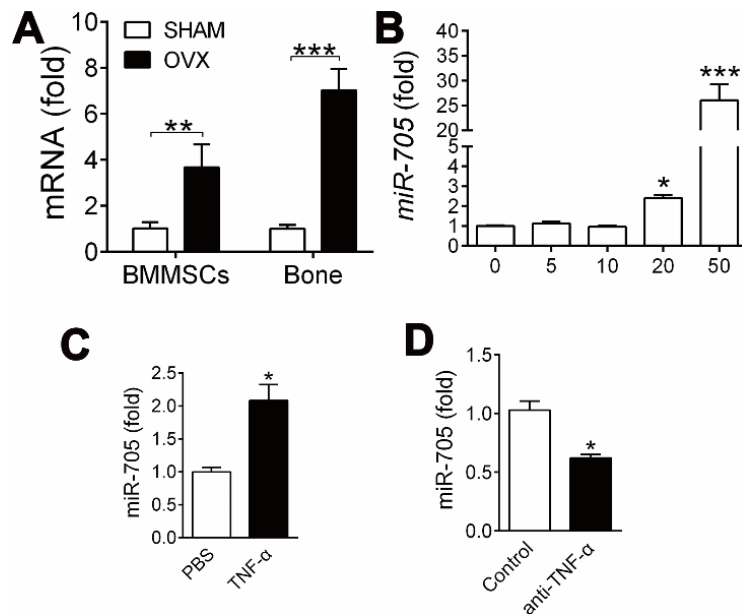 A
mRNA (fold)
10
8
6
4
2
0
SHAM
OVX
**
***
BMMSCs
Bone
B
miR-705 (fold)
40
35
30
25
20
5
4
3
2
1
0
*
***
0 5 10 20 50
C
miR-705 (fold)
2.5
2.0
1.5
1.0
0.5
0.0
*
PBS
TNF-α
D
miR-705 (fold)
1.5
1.0
0.5
0.0
*
Control
anti-TNF-α